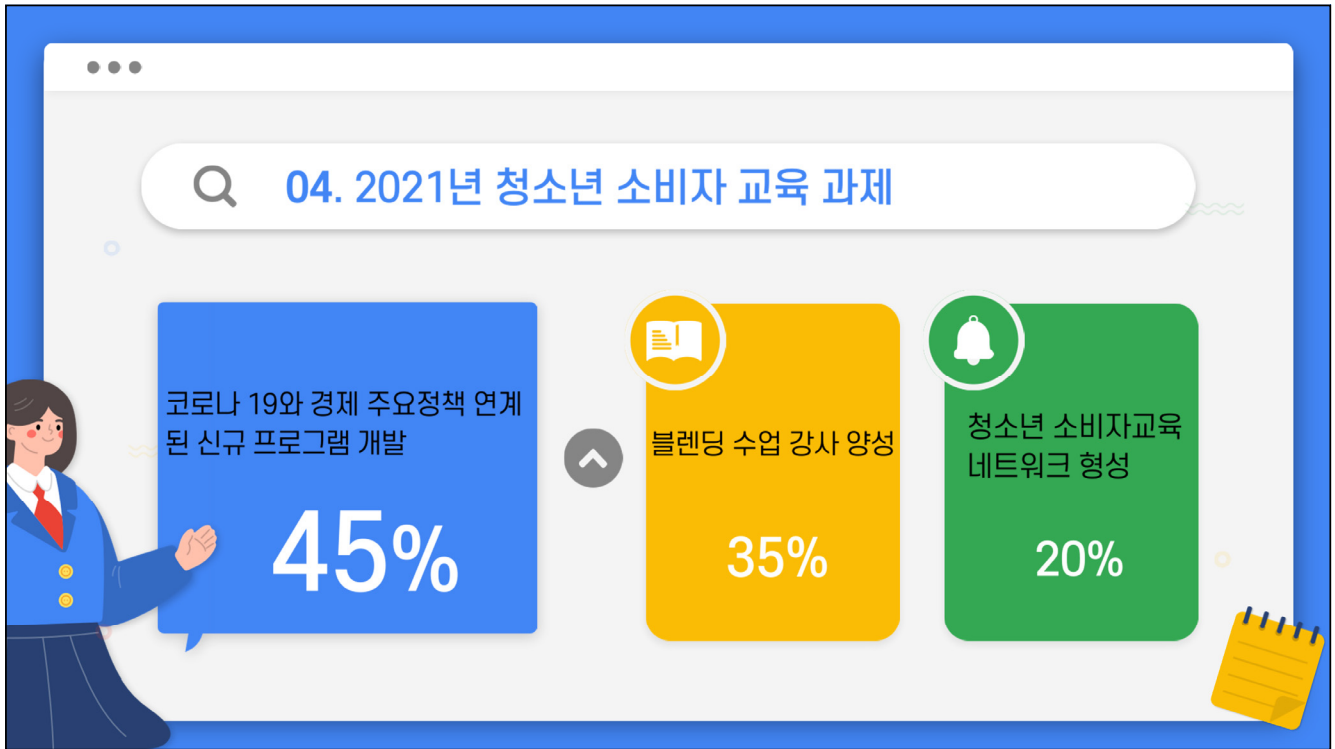 04. 2021년 청소년 소비자 교육 과제
코로나 19와 경제 주요정책 연계
된 신규 프로그램 개발
45%
블렌딩 수업 강사 양성
35%
청소년 소비자교육
네트워크 형성
20%